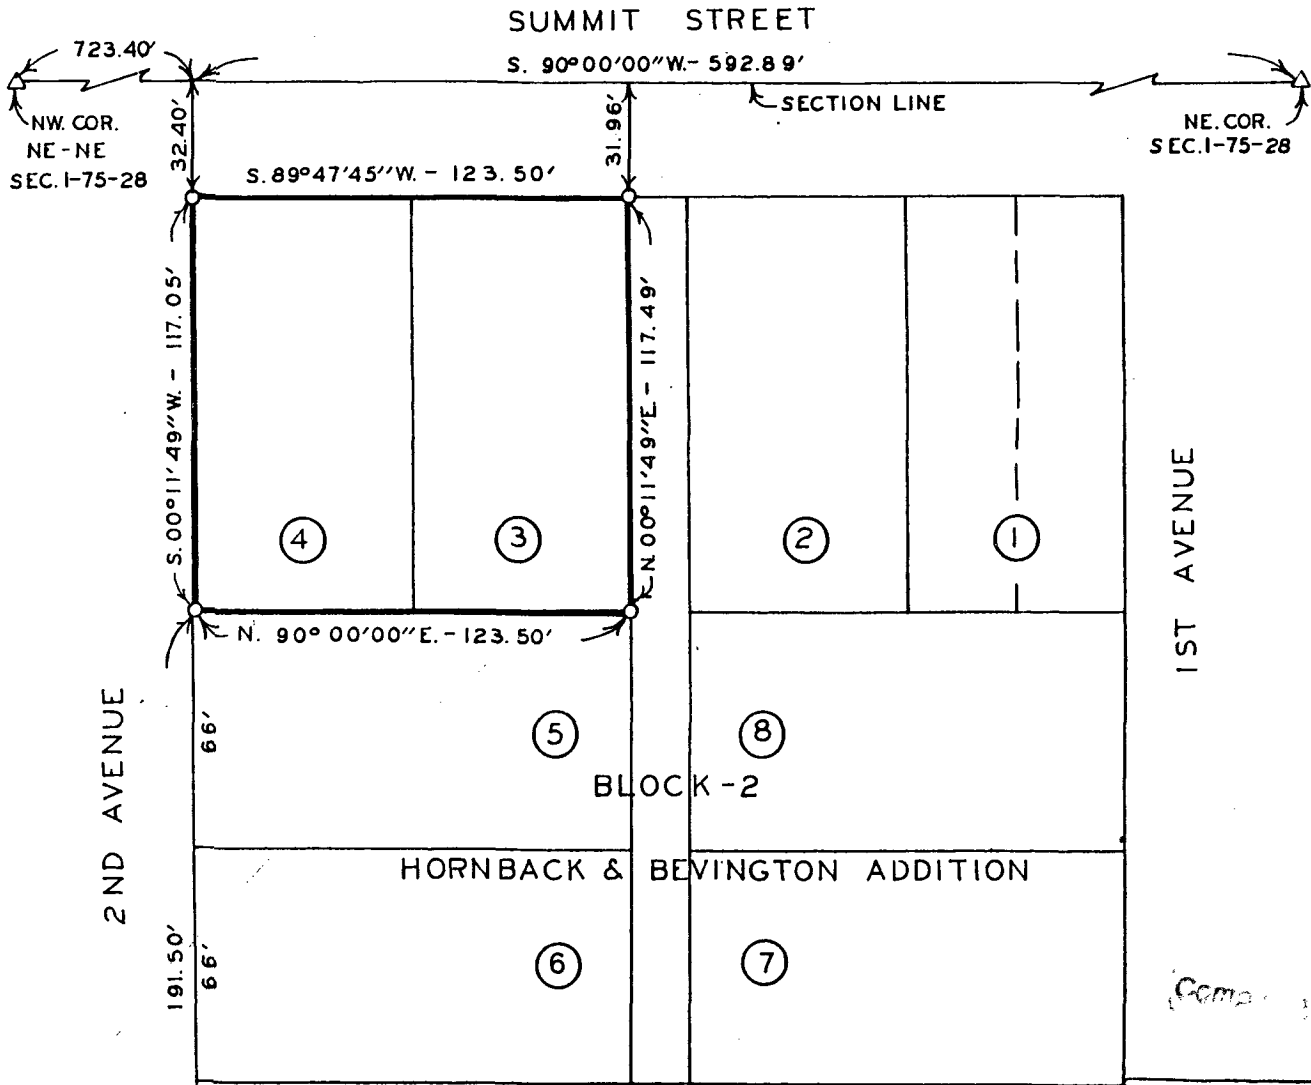 SUMMIT STREET
723.40'
S. 90°00'00"W.- 592.89'
SECTION LINE
NW. COR.
NE-NE
SEC. 1-75-28
NE. COR.
SEC. 1-75-28
32.40'
31.96'
S. 89°47'45"W. - 123.50'
S. 00°11'49"W. - 117.05'
N. 00°11'49"E. - 117.49'
4
3
2
1
1ST AVENUE
N. 90°00'00"E. - 123.50'
2ND AVENUE
66'
5
8
BLOCK-2
HORNBACK & BEVINGTON ADDITION
191.50'
66'
6
7